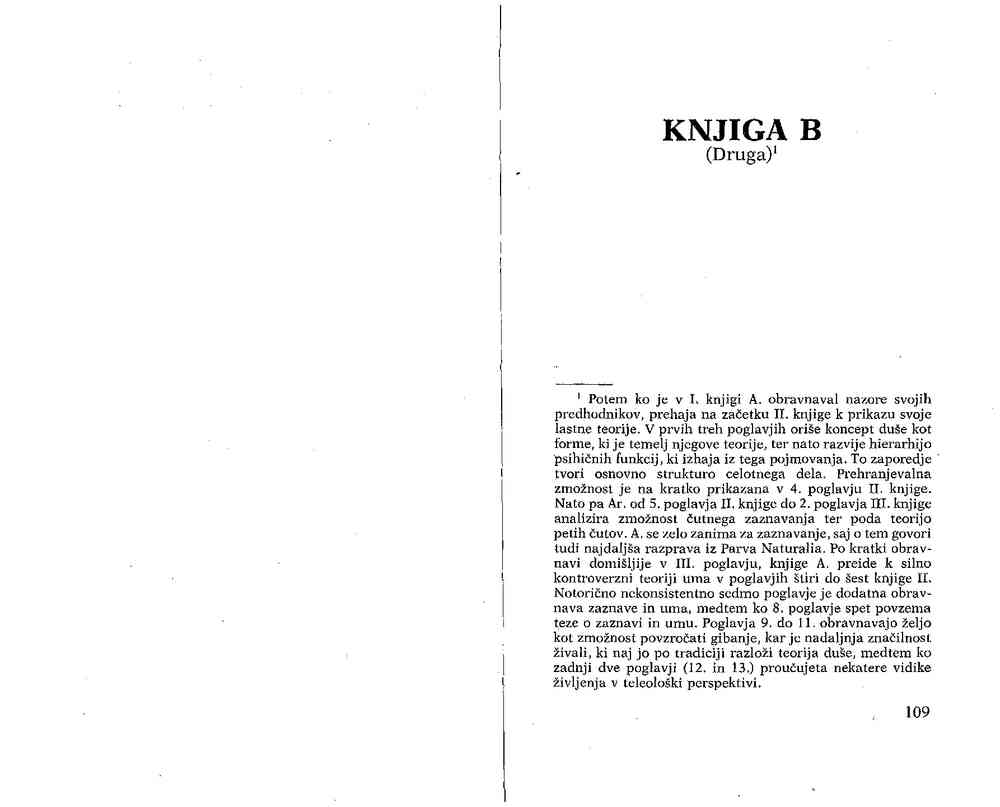 KNJIGA B
(Druga)¹
¹ Potem ko je v I. knjigi A. obravnaval nazore svojih
predhodnikov, prehaja na začetku II. knjige k prikazu svoje
lastne teorije. V prvih treh poglavjih oriše koncept duše kot
forme, ki je temelj njegove teorije, ter nato razvije hierarhijo
psihičnih funkcij, ki izhaja iz tega pojmovanja. To zaporedje
tvori osnovno strukturo celotnega dela. Prehranjevalna
zmožnost je na kratko prikazana v 4. poglavju II. knjige.
Nato pa Ar. od 5. poglavja II. knjige do 2. poglavja III. knjige
analizira zmožnost čutnega zaznavanja ter poda teorijo
petih čutov. A. se zelo zanima za zaznavanje, saj o tem govori
tudi najdaljša razprava iz Parva Naturalia. Po kratki obrav-
navi domišljije v III. poglavju, knjige A. preide k silno
kontroverzni teoriji uma v poglavjih štiri do šest knjige II.
Notorično nekonsistentno sedmo poglavje je dodatna obrav-
nava zaznave in uma, medtem ko 8. poglavje spet povzema
teze o zaznavi in umu. Poglavja 9. do 11. obravnavajo željo
kot zmožnost povzročati gibanje, kar je nadaljnja značilnost
živali, ki naj jo po tradiciji razloži teorija duše, medtem ko
zadnji dve poglavji (12. in 13.) proučujeta nekatere vidike
življenja v teleološki perspektivi.
109